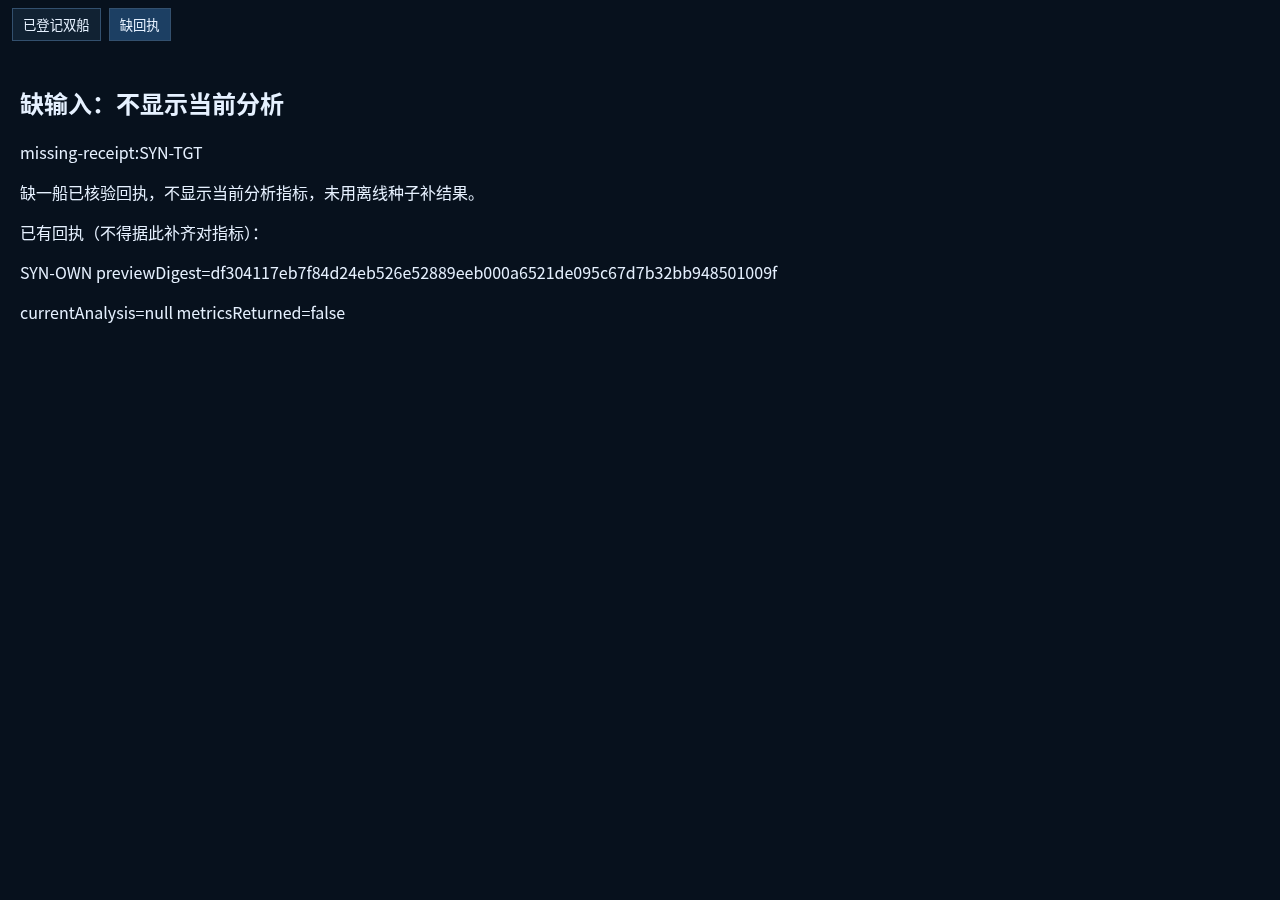 已登记双船
缺回执
缺输入：不显示当前分析
missing-receipt:SYN-TGT
缺一船已核验回执，不显示当前分析指标，未用离线种子补结果。
已有回执（不得据此补齐对指标）：
SYN-OWN previewDigest=df304117eb7f84d24eb526e52889eeb000a6521de095c67d7b32bb948501009f
currentAnalysis=null metricsReturned=false